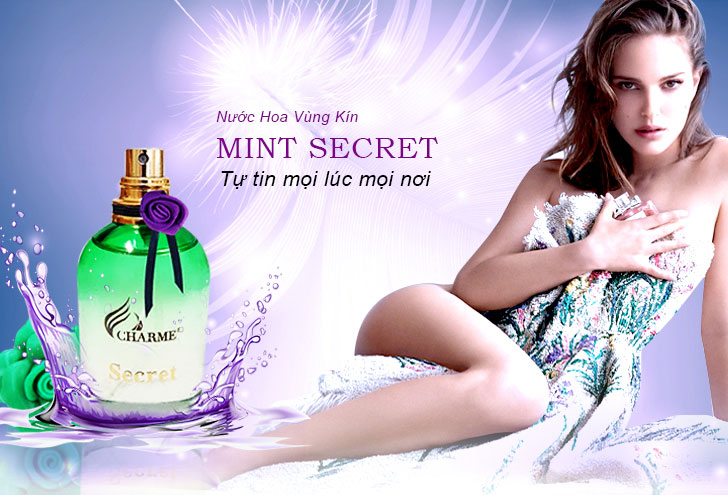 Nước Hoa Vùng Kín
MINT SECRET
Tự tin mọi lúc mọi nơi
CHARME
Secret